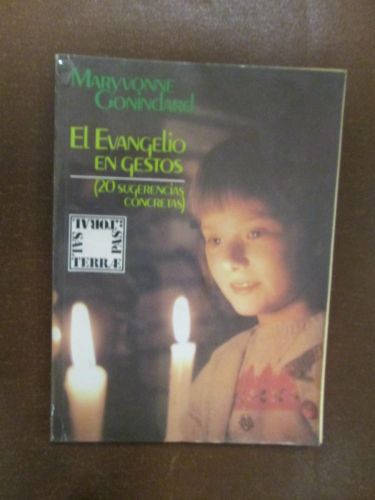 Maryvonne
Gonindard
El Evangelio
en gestos
(20 sugerencias
concretas)
SAL
TERRÆ
PAS-
TORAL